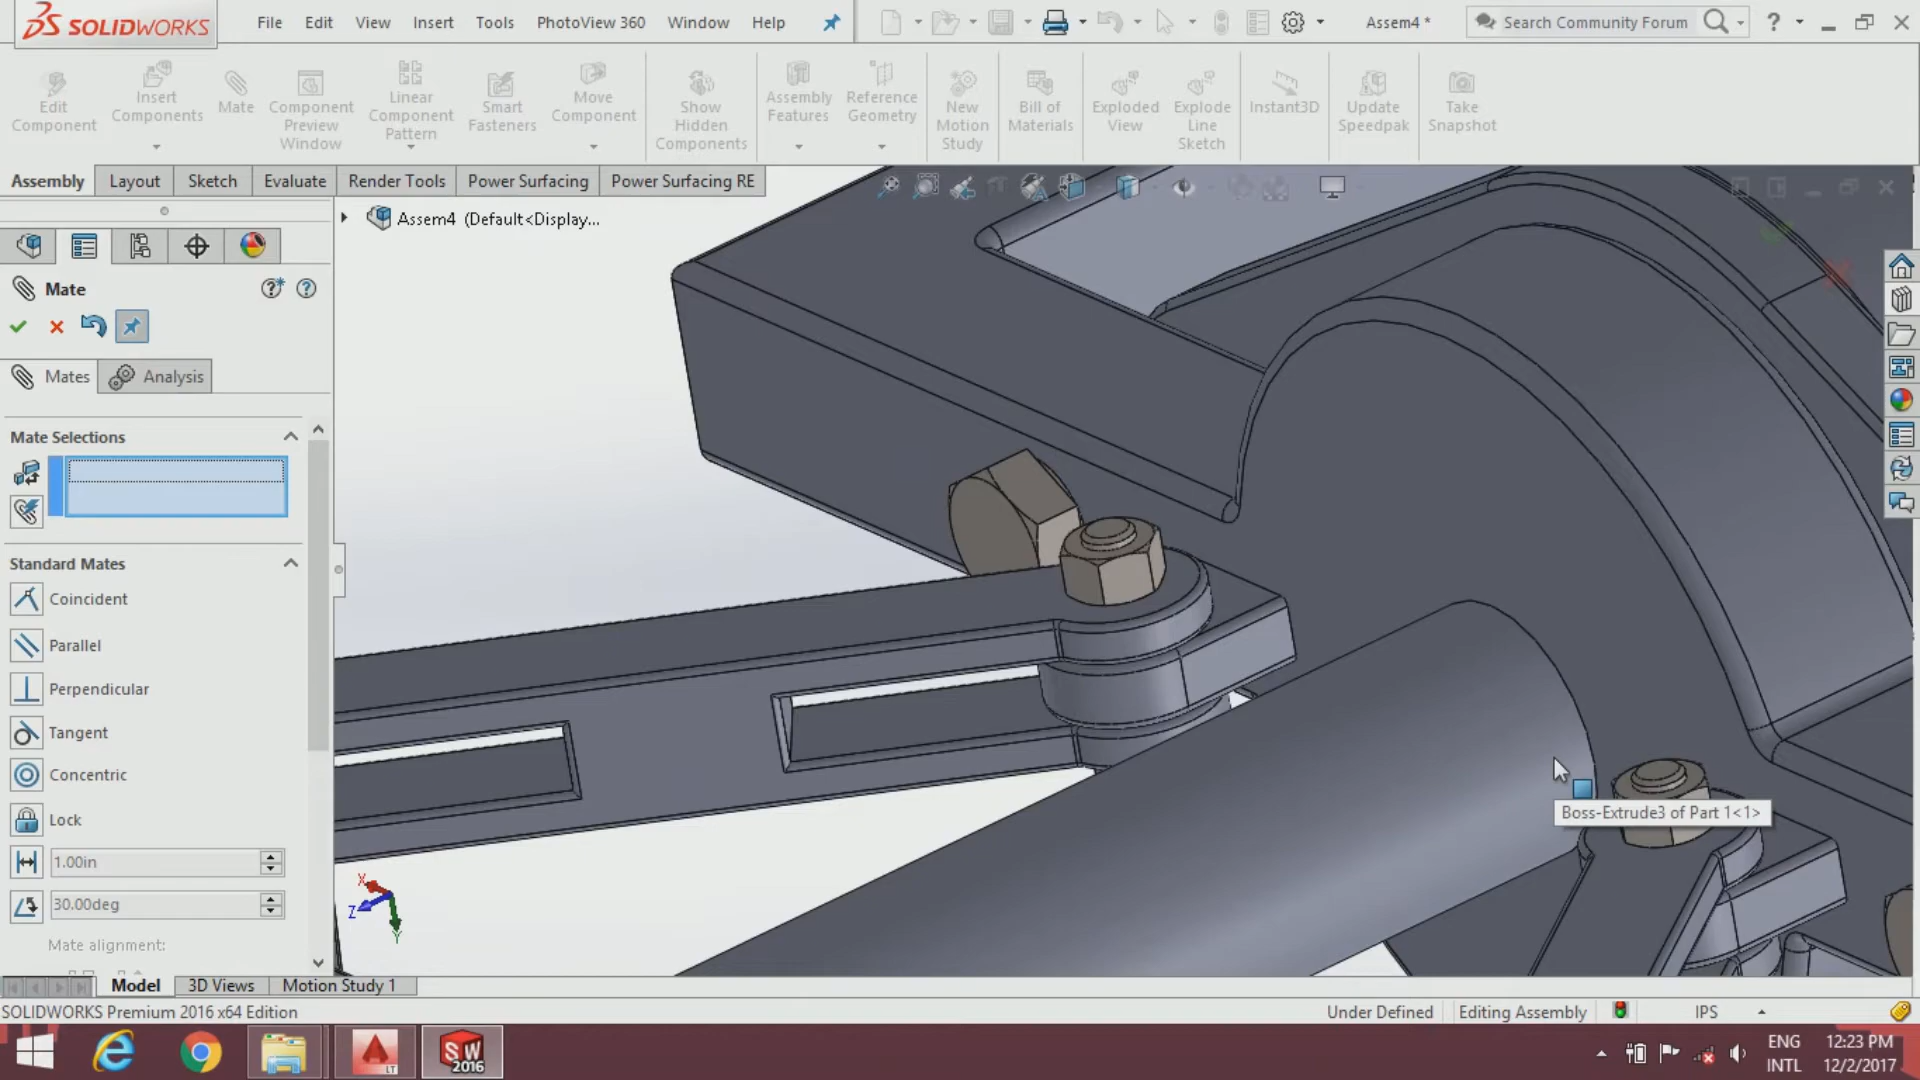 SOLIDWORKS
File Edit View Insert Tools PhotoView 360 Window Help
Assem4 *
Search Community Forum
?
Edit Component
Insert Components
Mate
Component Preview Window
Linear Component Pattern
Smart Fasteners
Move Component
Show Hidden Components
Assembly Features
Reference Geometry
New Motion Study
Bill of Materials
Exploded View
Explode Line Sketch
Instant3D
Update Speedpak
Take Snapshot
Assembly Layout Sketch Evaluate Render Tools Power Surfacing Power Surfacing RE
Assem4 (Default<Display...
Mate
Mates Analysis
Mate Selections
Standard Mates
Coincident
Parallel
Perpendicular
Tangent
Concentric
Lock
1.00in
30.00deg
Mate alignment:
X
Z
Y
Boss-Extrude3 of Part 1<1>
Model 3D Views Motion Study 1
SOLIDWORKS Premium 2016 x64 Edition
Under Defined Editing Assembly IPS
LT
SW 2016
ENG INTL
12:23 PM
12/2/2017